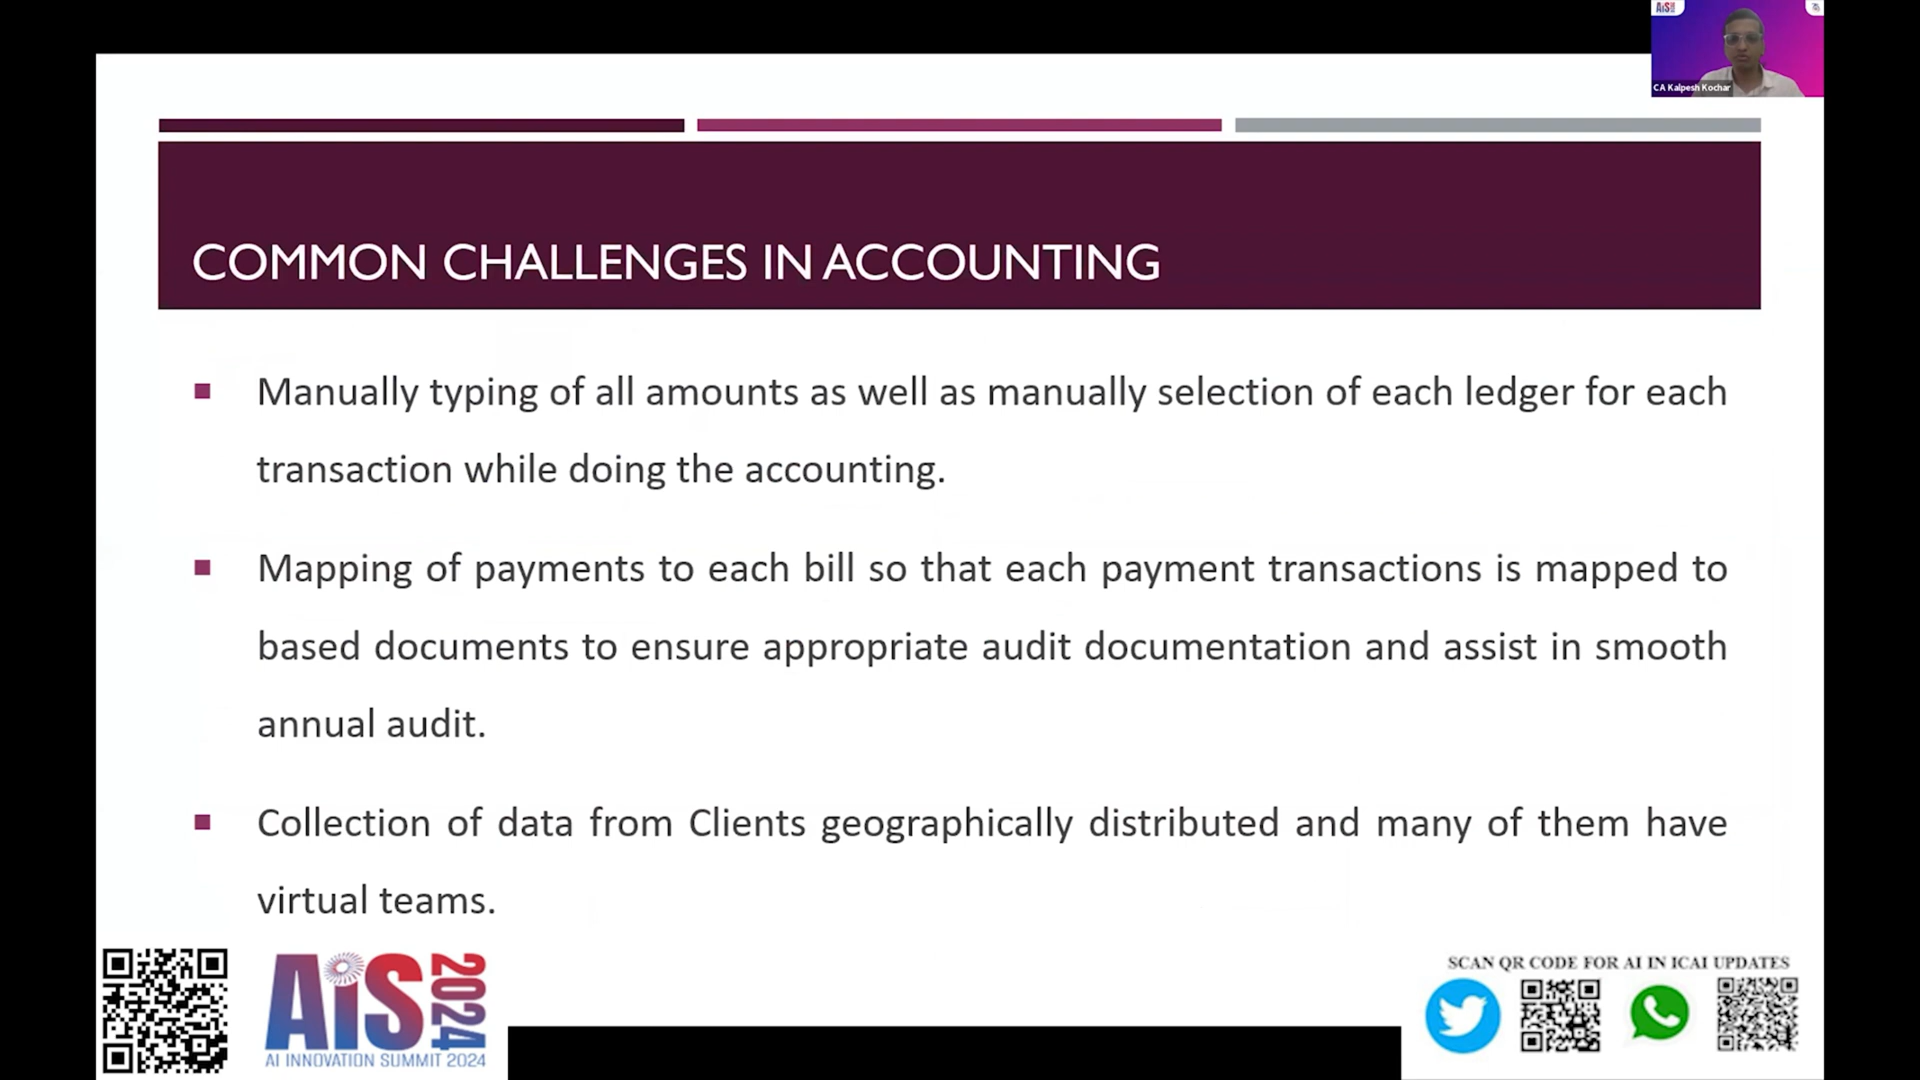 AiS
CA Kalpesh Kochar
COMMON CHALLENGES IN ACCOUNTING
Manually typing of all amounts as well as manually selection of each ledger for each
transaction while doing the accounting.
Mapping of payments to each bill so that each payment transactions is mapped to
based documents to ensure appropriate audit documentation and assist in smooth
annual audit.
Collection of data from Clients geographically distributed and many of them have
virtual teams.
AiS 2024
AI INNOVATION SUMMIT 2024
SCAN QR CODE FOR AI IN ICAI UPDATES